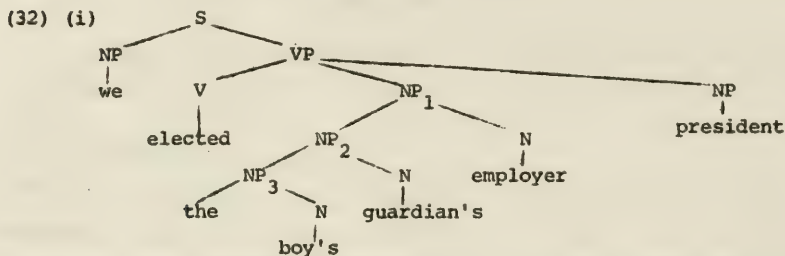 (32) (i) S
NP VP
we V NP1 NP
elected NP2 N president
NP3 N employer
the N guardian's
boy's